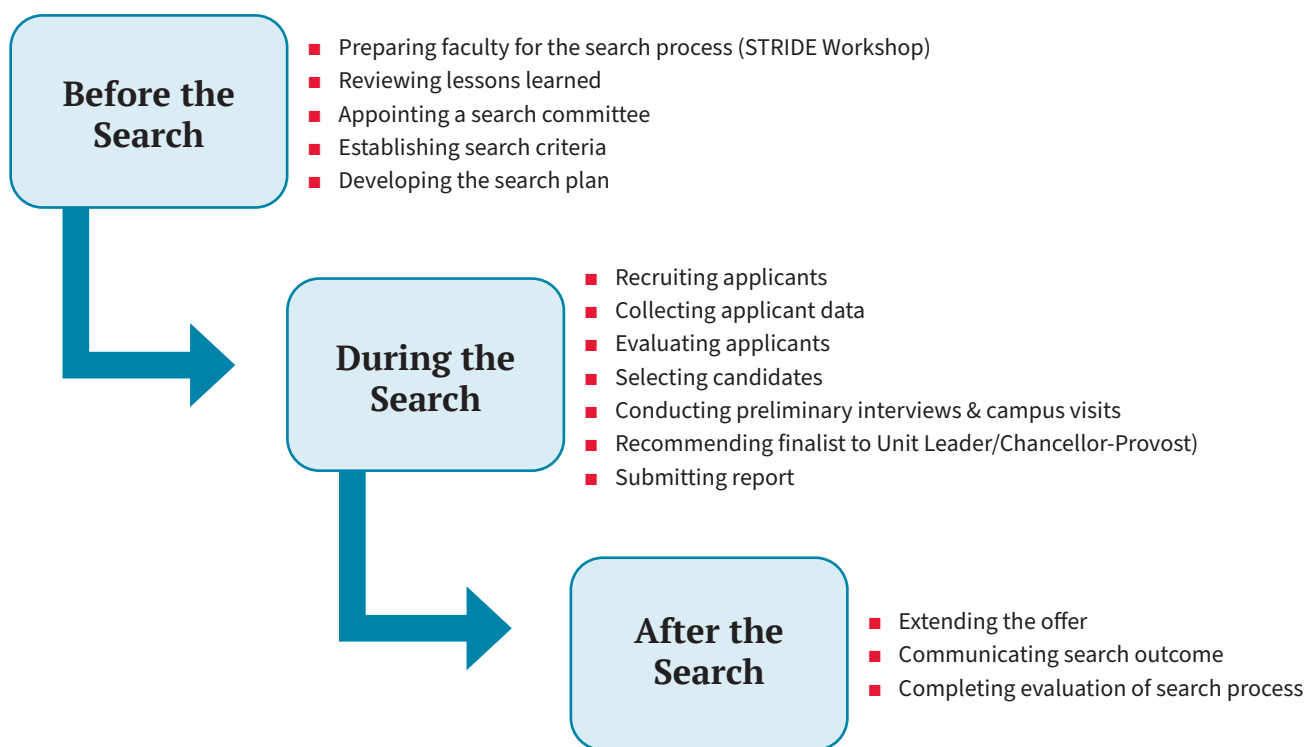 Before the
Search
Preparing faculty for the search process (STRIDE Workshop)
Reviewing lessons learned
Appointing a search committee
Establishing search criteria
Developing the search plan
During the
Search
Recruiting applicants
Collecting applicant data
Evaluating applicants
Selecting candidates
Conducting preliminary interviews & campus visits
Recommending finalist to Unit Leader/Chancellor-Provost)
Submitting report
After the
Search
Extending the offer
Communicating search outcome
Completing evaluation of search process